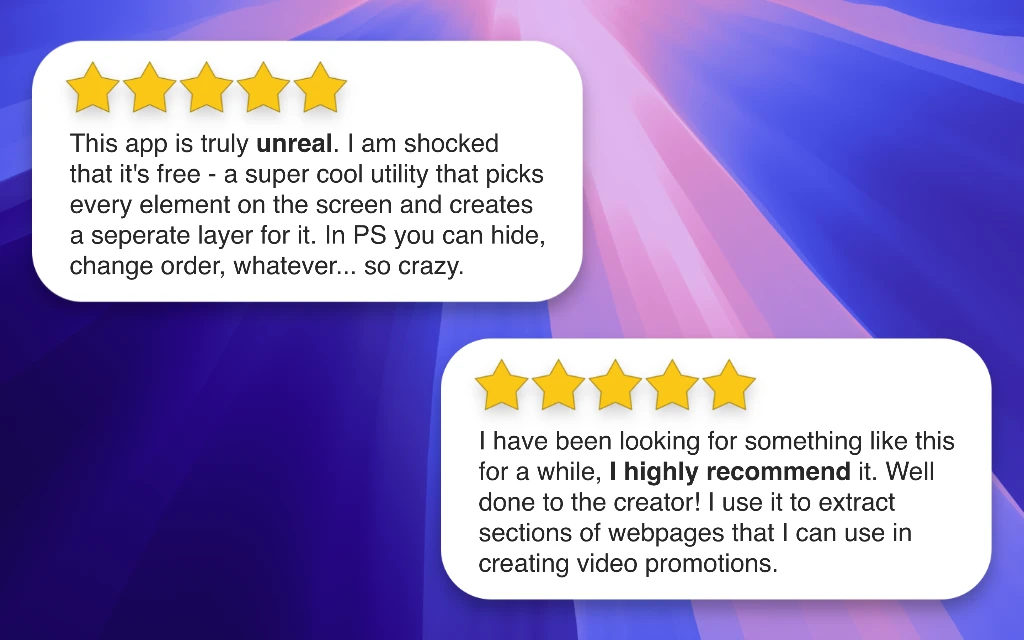 This app is truly unreal. I am shocked
that it's free - a super cool utility that picks
every element on the screen and creates
a seperate layer for it. In PS you can hide,
change order, whatever... so crazy.
I have been looking for something like this
for a while, I highly recommend it. Well
done to the creator! I use it to extract
sections of webpages that I can use in
creating video promotions.